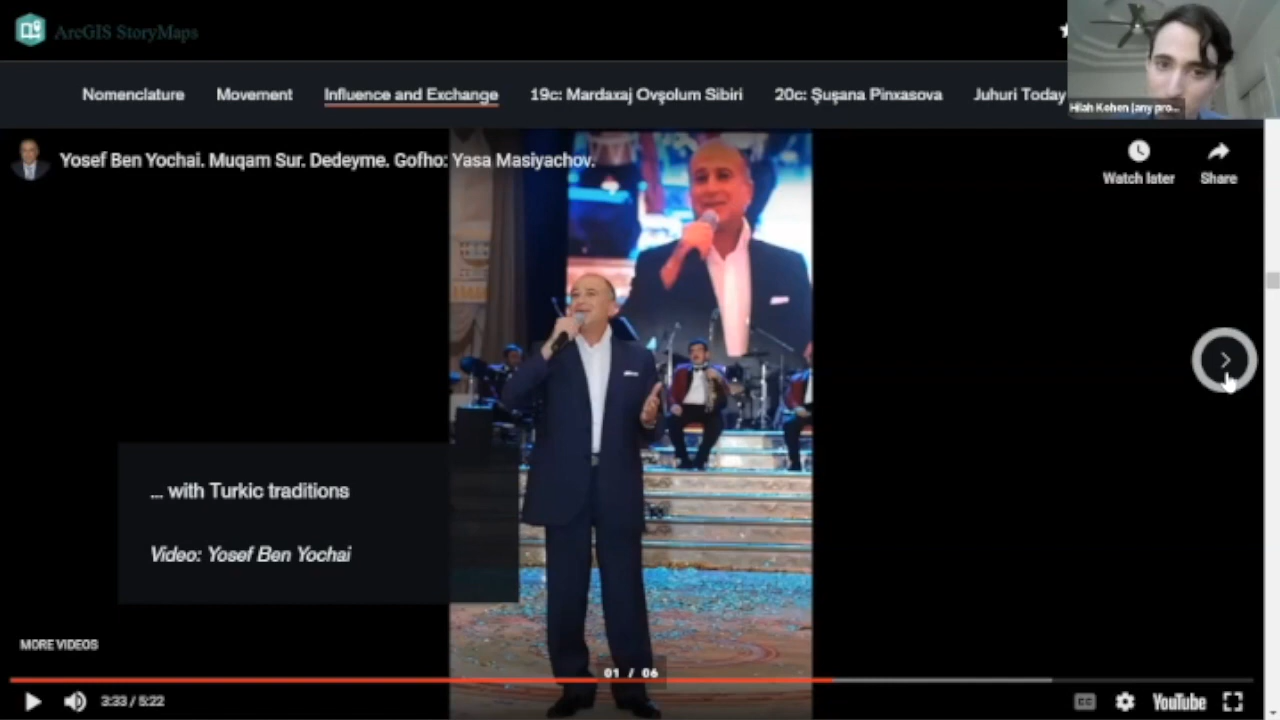 ArcGIS StoryMaps
Nomenclature Movement Influence and Exchange 19c: Mardaxaj Ovşolum Sibiri 20c: Şuşana Pinxasova Juhuri Today
Hilah Kohen (any pro...
Yosef Ben Yochai. Muqam Sur. Dedeyme. Gofho: Yasa Masiyachov.
Watch later Share
... with Turkic traditions
Video: Yosef Ben Yochai
MORE VIDEOS
01 / 06
3:33 / 5:22
CC
YouTube